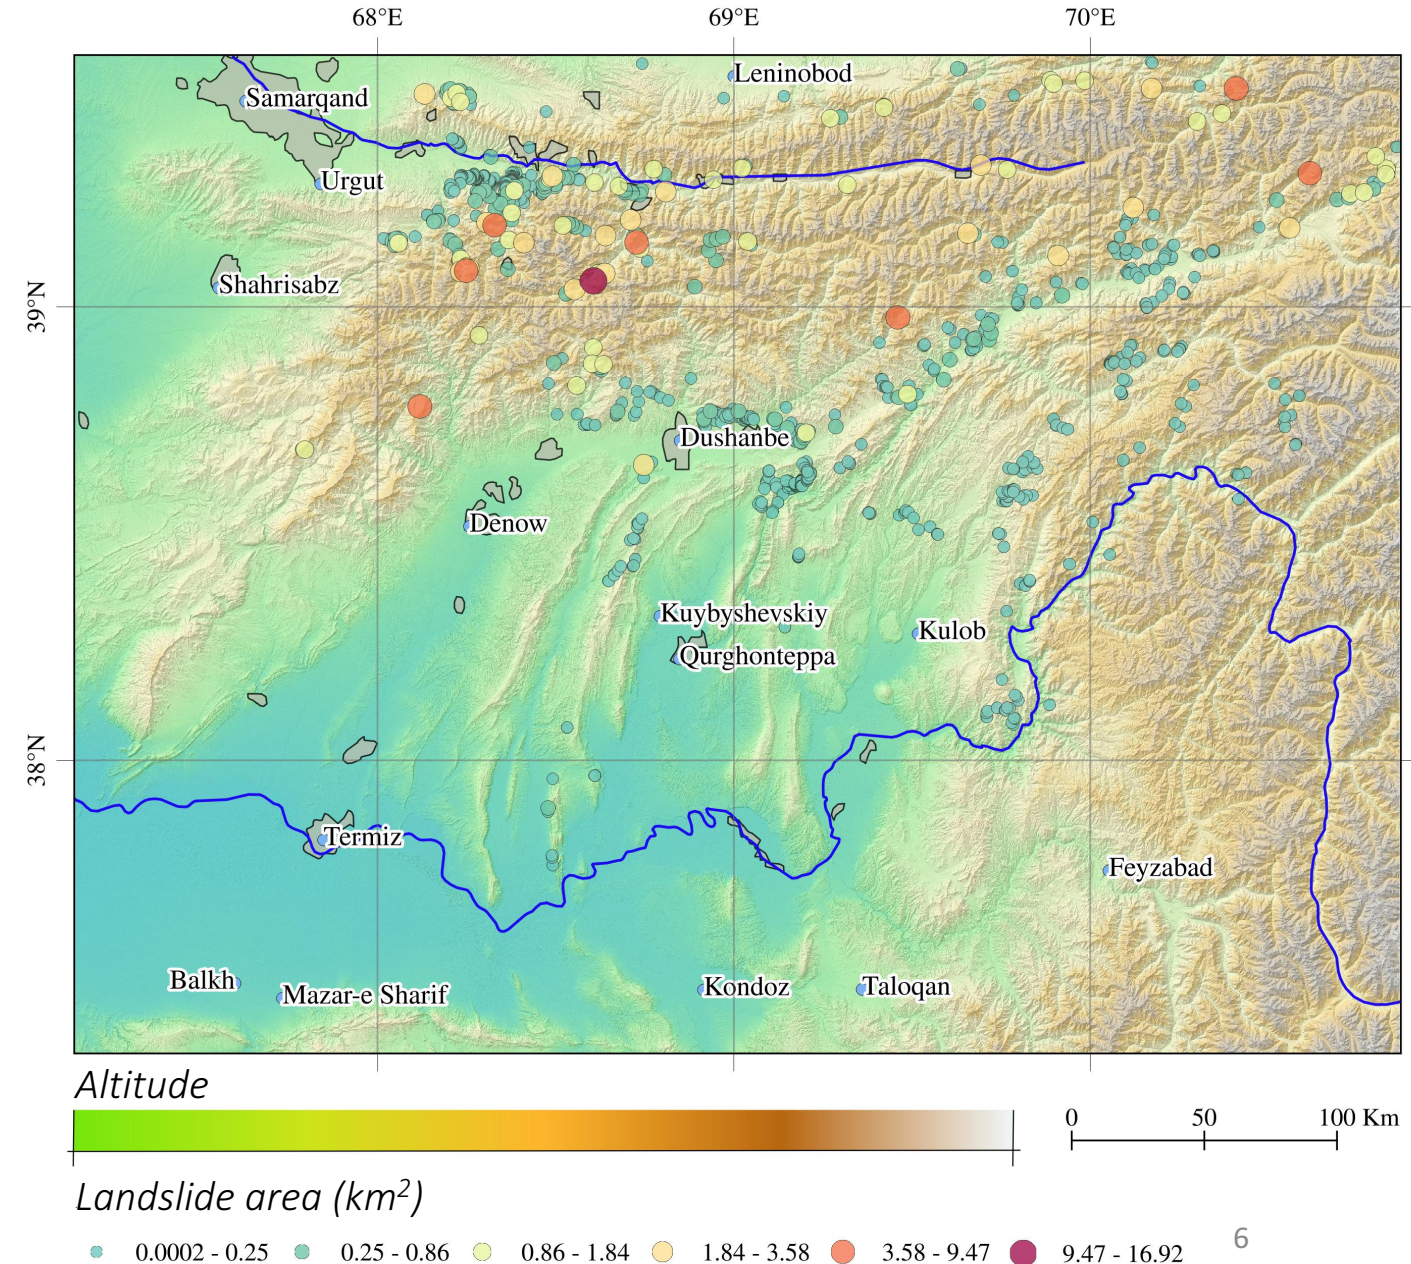 68°E 69°E 70°E
Leninobod
Samarqand
Urgut
Shahrisabz
39°N
Dushanbe
Denow
Kuybyshevskiy
Kulob
Qurghonteppa
38°N
Termiz
Feyzabad
Balkh
Mazar-e Sharif
Kondoz
Taloqan
Altitude
0 50 100 Km
Landslide area (km²)
0.0002 - 0.25 0.25 - 0.86 0.86 - 1.84 1.84 - 3.58 3.58 - 9.47 9.47 - 16.92
6